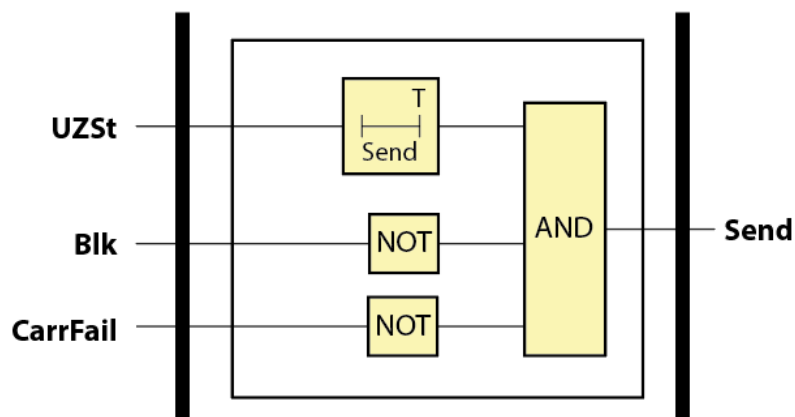 T
UZSt
Send
Blk
NOT
AND
Send
CarrFail
NOT